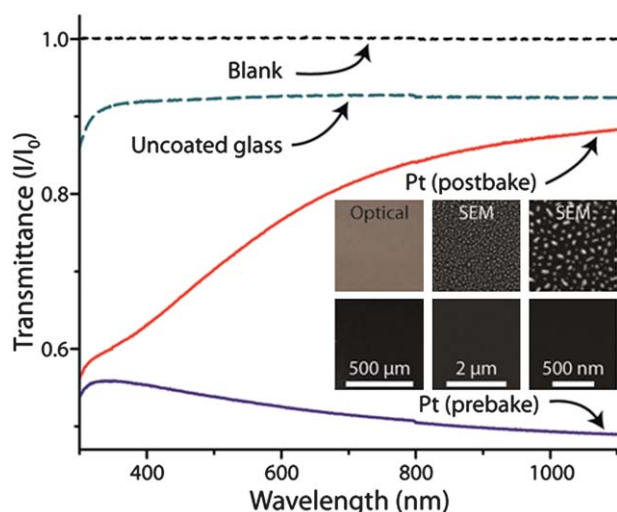 1.0
Blank
Uncoated glass
Transmittance (I/I₀)
0.8
Pt (postbake)
Optical
SEM
SEM
0.6
500 µm
2 µm
500 nm
Pt (prebake)
400
600
800
1000
Wavelength (nm)